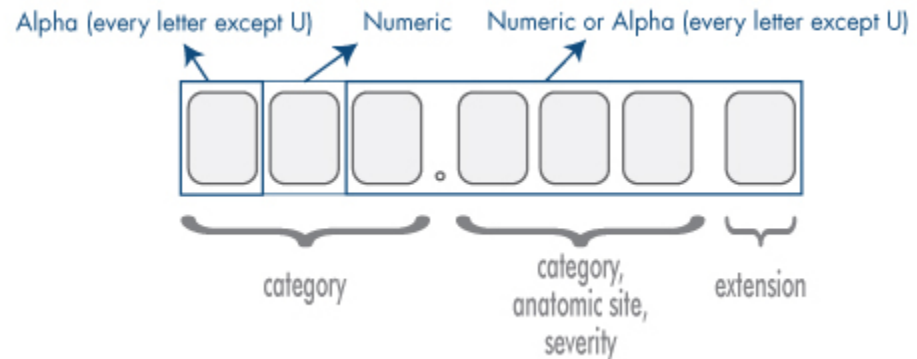 Alpha (every letter except U)
Numeric
Numeric or Alpha (every letter except U)
category
category,
anatomic site,
severity
extension